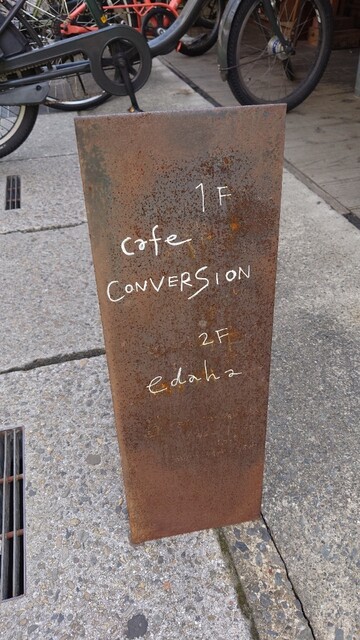 1F
cafe
CONVERSION
2F
edaha